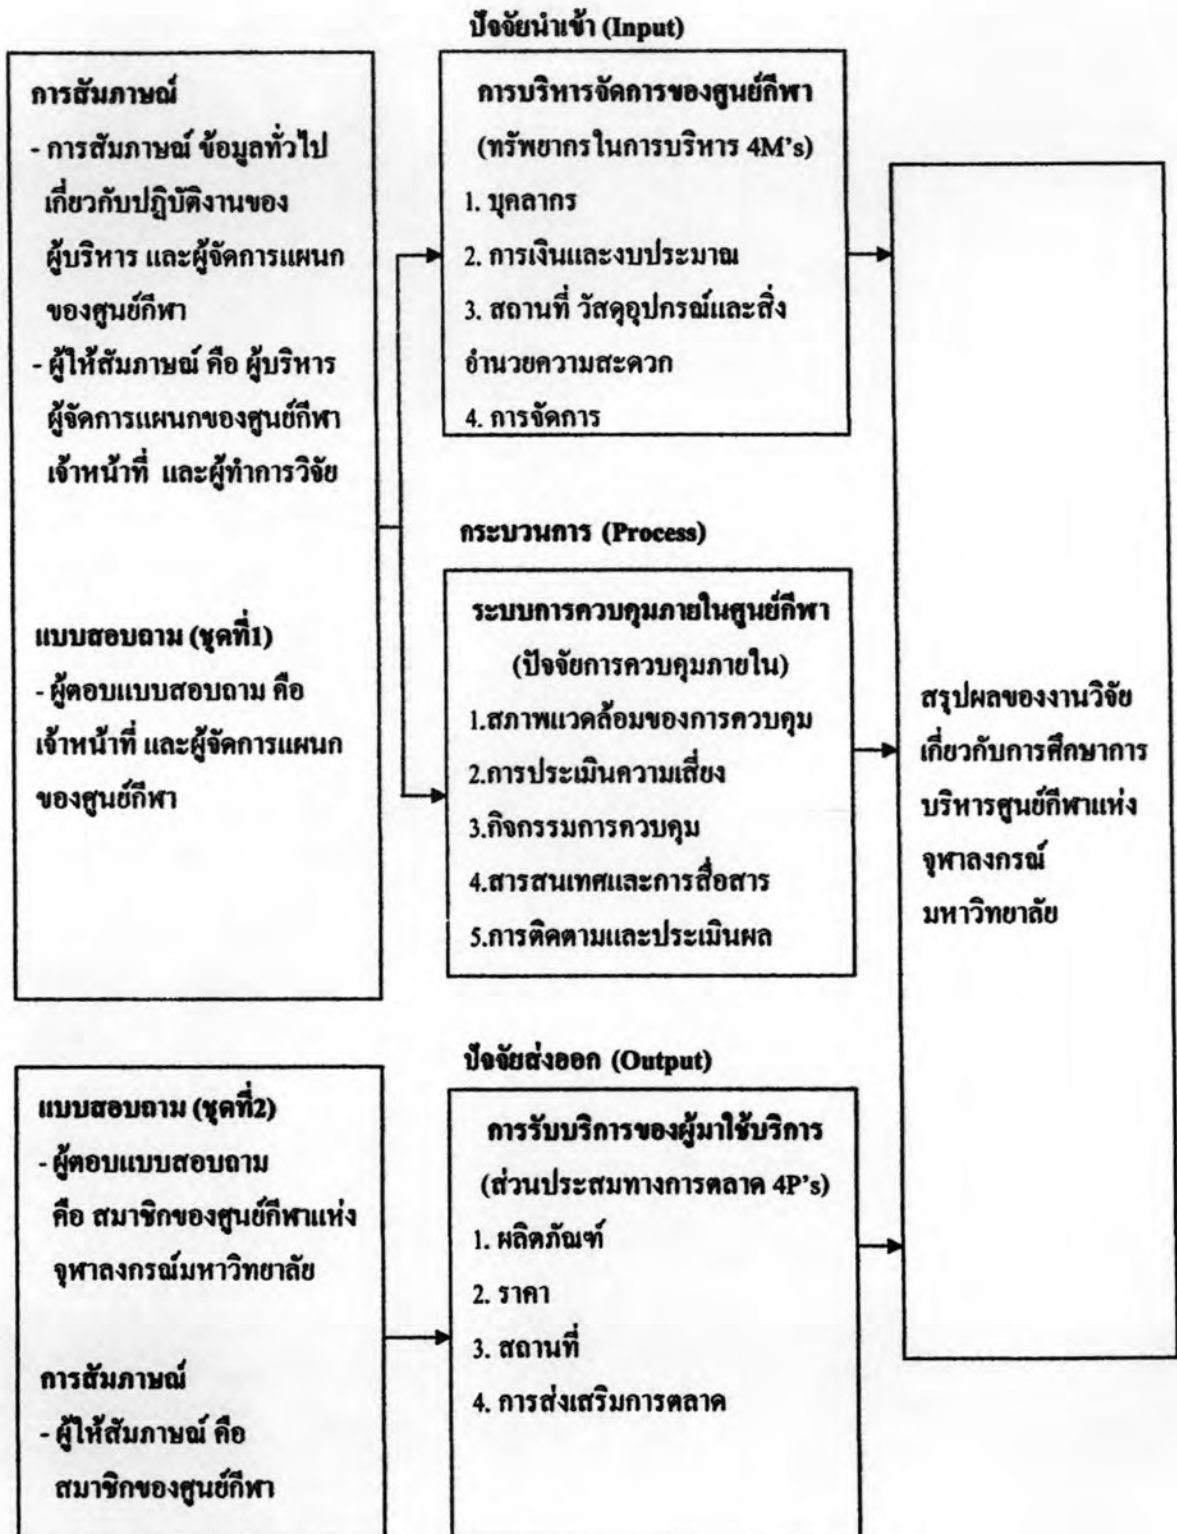 การสัมภาษณ์
- การสัมภาษณ์ ข้อมูลทั่วไป
เกี่ยวกับปฏิบัติงานของ
ผู้บริหาร และผู้จัดการแผนก
ของศูนย์กีฬา
- ผู้ให้สัมภาษณ์ คือ ผู้บริหาร
ผู้จัดการแผนกของศูนย์กีฬา
เจ้าหน้าที่ และผู้ทำการวิจัย
แบบสอบถาม (ชุดที่1)
- ผู้ตอบแบบสอบถาม คือ
เจ้าหน้าที่ และผู้จัดการแผนก
ของศูนย์กีฬา
ปัจจัยนำเข้า (Input)
การบริหารจัดการของศูนย์กีฬา
(ทรัพยากรในการบริหาร 4M's)
1. บุคลากร
2. การเงินและงบประมาณ
3. สถานที่ วัสดุอุปกรณ์และสิ่ง
อำนวยความสะดวก
4. การจัดการ
กระบวนการ (Process)
ระบบการควบคุมภายในศูนย์กีฬา
(ปัจจัยการควบคุมภายใน)
1.สภาพแวดล้อมของการควบคุม
2.การประเมินความเสี่ยง
3.กิจกรรมการควบคุม
4.สารสนเทศและการสื่อสาร
5.การติดตามและประเมินผล
แบบสอบถาม (ชุดที่2)
- ผู้ตอบแบบสอบถาม
คือ สมาชิกของศูนย์กีฬาแห่ง
จุฬาลงกรณ์มหาวิทยาลัย
การสัมภาษณ์
- ผู้ให้สัมภาษณ์ คือ
สมาชิกของศูนย์กีฬา
ปัจจัยส่งออก (Output)
การรับบริการของผู้มาใช้บริการ
(ส่วนประสมทางการตลาด 4P's)
1. ผลิตภัณฑ์
2. ราคา
3. สถานที่
4. การส่งเสริมการตลาด
สรุปผลของงานวิจัย
เกี่ยวกับการศึกษาการ
บริหารศูนย์กีฬาแห่ง
จุฬาลงกรณ์
มหาวิทยาลัย